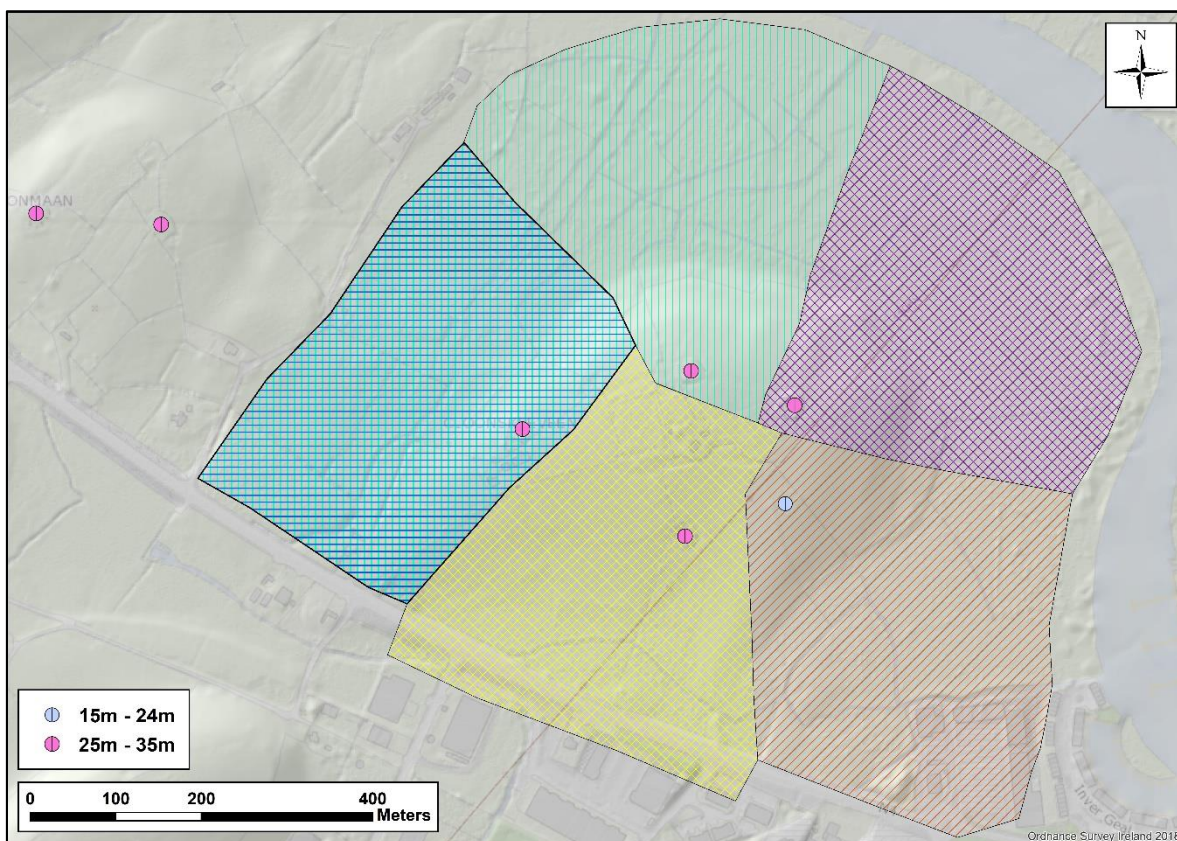 N
ONMAAN
15m - 24m
25m - 35m
0 100 200 400
Meters
Ordnance Survey Ireland 2018